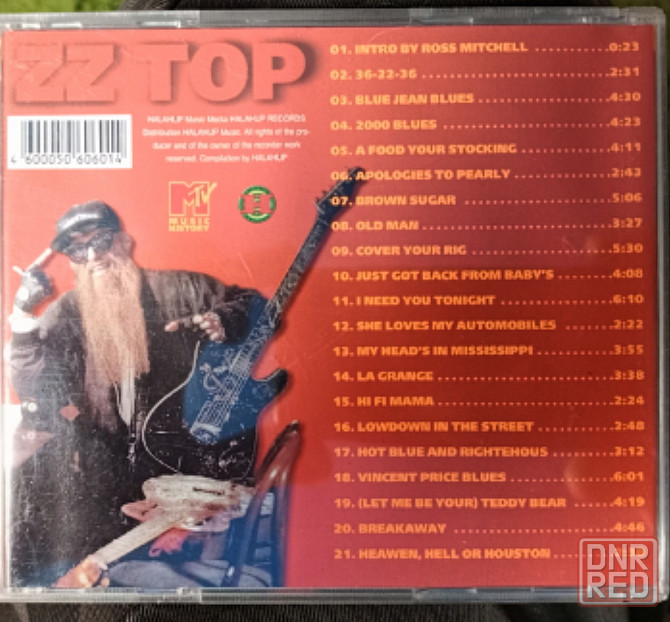 ZZ TOP
4 600050 606014
HALAHUP Music Media HALAHUP RECORDS
Distribution HALAHUP Music. All rights of the pro-
ducer and of the owner of the recorder work
reserved. Compilation by HALAHUP
MTV
MUSIC
HISTORY
01. INTRO BY ROSS MITCHELL ..........0:23
02. 36-22-36 ..........2:31
03. BLUE JEAN BLUES ..........4:30
04. 2000 BLUES ..........4:23
05. A FOOD YOUR STOCKING ..........4:11
06. APOLOGIES TO PEARLY ..........2:43
07. BROWN SUGAR ..........5:06
08. OLD MAN ..........3:27
09. COVER YOUR RIG ..........5:30
10. JUST GOT BACK FROM BABY'S ..........4:08
11. I NEED YOU TONIGHT ..........6:10
12. SHE LOVES MY AUTOMOBILES ..........2:22
13. MY HEAD'S IN MISSISSIPPI ..........3:55
14. LA GRANGE ..........3:38
15. HI FI MAMA ..........2:24
16. LOWDOWN IN THE STREET ..........2:48
17. HOT BLUE AND RIGHTEHOUS ..........3:12
18. VINCENT PRICE BLUES ..........6:01
19. (LET ME BE YOUR) TEDDY BEAR ..........4:19
20. BREAKAWAY ..........4:46
21. HEAWEN, HELL OR HOUSTON ..........
DNR
RED